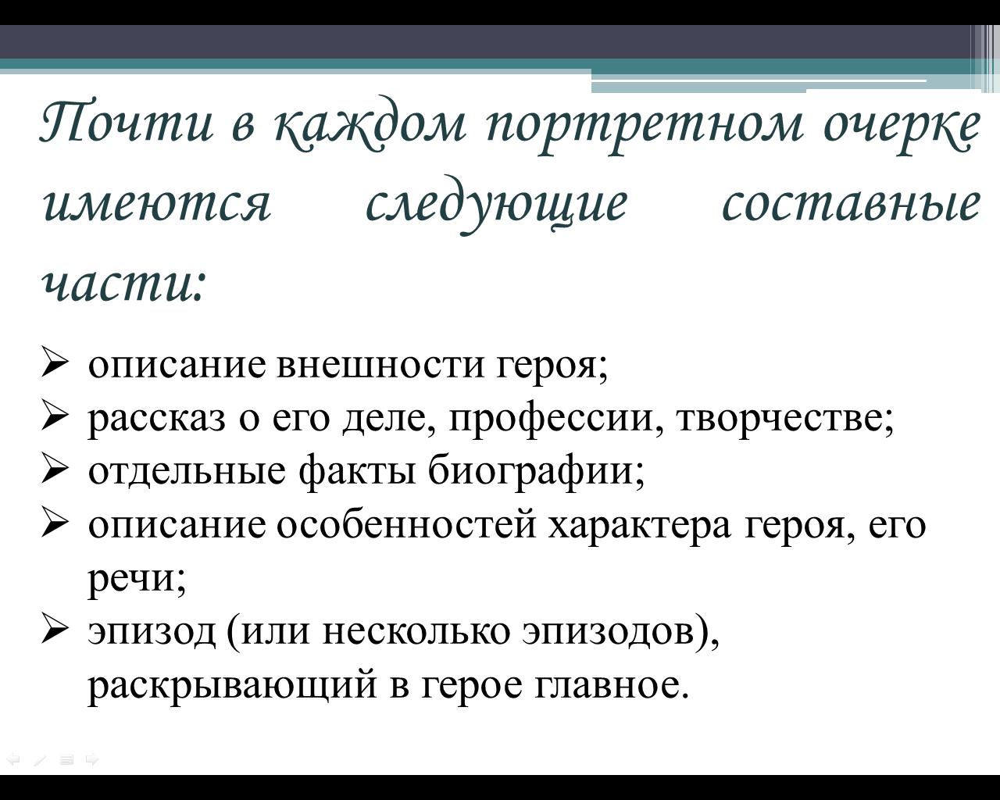 Почти в каждом портретном очерке
имеются следующие составные
части:
описание внешности героя;
рассказ о его деле, профессии, творчестве;
отдельные факты биографии;
описание особенностей характера героя, его
речи;
эпизод (или несколько эпизодов),
раскрывающий в герое главное.